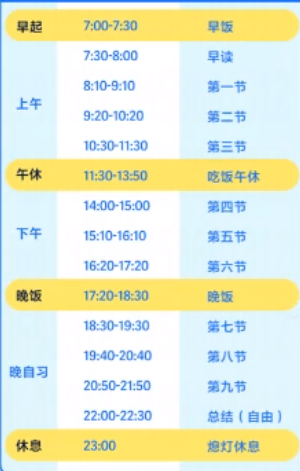 早起 7:00-7:30 早饭
7:30-8:00 早读
8:10-9:10 第一节
上午
9:20-10:20 第二节
10:30-11:30 第三节
午休 11:30-13:50 吃饭午休
14:00-15:00 第四节
下午 15:10-16:10 第五节
16:20-17:20 第六节
晚饭 17:20-18:30 晚饭
18:30-19:30 第七节
19:40-20:40 第八节
晚自习
20:50-21:50 第九节
22:00-22:30 总结（自由）
休息 23:00 熄灯休息